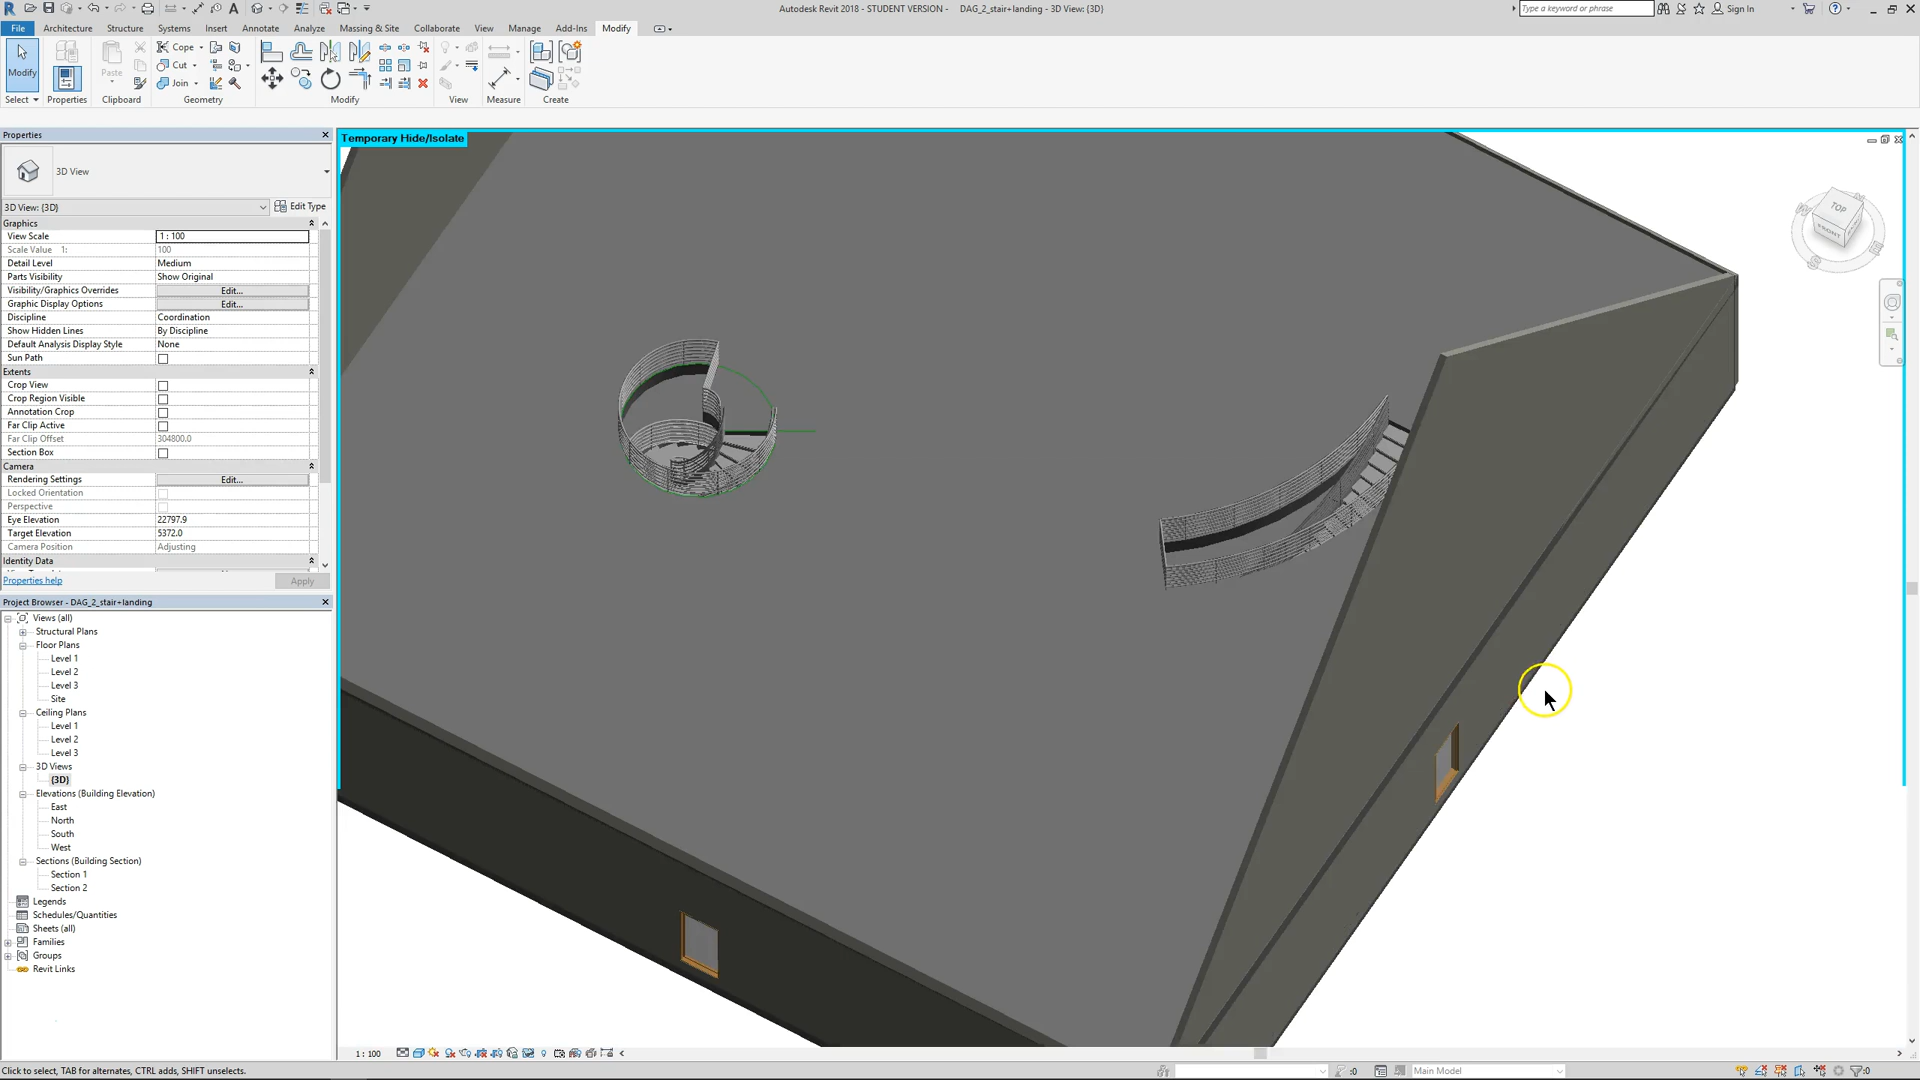 Autodesk Revit 2018 - STUDENT VERSION - DAG_2_stair+landing - 3D View: {3D}
Type a keyword or phrase
Sign In
File Architecture Structure Systems Insert Annotate Analyze Massing & Site Collaborate View Manage Add-Ins Modify
Modify
Paste
Cope
Cut
Join
Select Properties Clipboard Geometry Modify View Measure Create
Properties
3D View
3D View: {3D} Edit Type
Graphics
View Scale 1 : 100
Scale Value 1: 100
Detail Level Medium
Parts Visibility Show Original
Visibility/Graphics Overrides Edit...
Graphic Display Options Edit...
Discipline Coordination
Show Hidden Lines By Discipline
Default Analysis Display Style None
Sun Path
Extents
Crop View
Crop Region Visible
Annotation Crop
Far Clip Active
Far Clip Offset 304800.0
Section Box
Camera
Rendering Settings Edit...
Locked Orientation
Perspective
Eye Elevation 22797.9
Target Elevation 5372.0
Camera Position Adjusting
Identity Data
Properties help Apply
Project Browser - DAG_2_stair+landing
Views (all)
Structural Plans
Floor Plans
Level 1
Level 2
Level 3
Site
Ceiling Plans
Level 1
Level 2
Level 3
3D Views
{3D}
Elevations (Building Elevation)
East
North
South
West
Sections (Building Section)
Section 1
Section 2
Legends
Schedules/Quantities
Sheets (all)
Families
Groups
Revit Links
Temporary Hide/Isolate
TOP
FRONT
W
S
E
1 : 100
Click to select, TAB for alternates, CTRL adds, SHIFT unselects.
:0
Main Model
:0